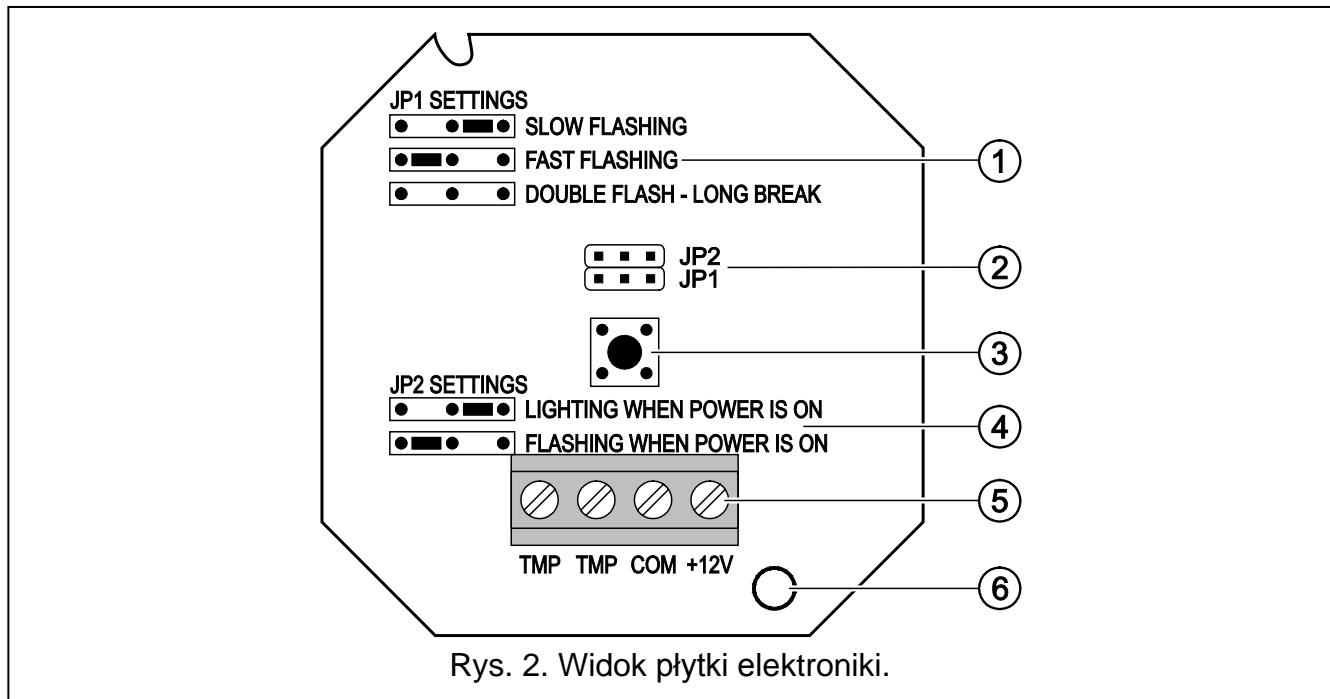 JP1 SETTINGS
SLOW FLASHING
FAST FLASHING
1
DOUBLE FLASH - LONG BREAK
JP2
2
JP1
3
JP2 SETTINGS
LIGHTING WHEN POWER IS ON
4
FLASHING WHEN POWER IS ON
5
TMP TMP COM +12V
6
Rys. 2. Widok płytki elektroniki.